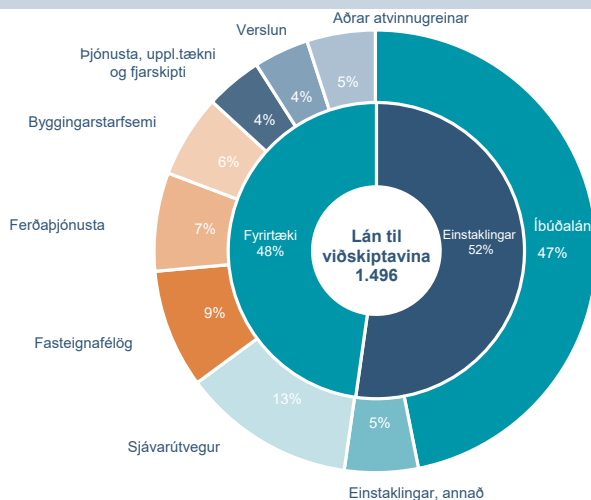 Aðrar atvinnugreinar
Verslun
Þjónusta, uppl.tækni
og fjarskipti
Byggingarstarfsemi
Ferðaþjónusta
Fasteignafélög
Sjávarútvegur
Einstaklingar, annað
5%
4%
4%
6%
7%
9%
13%
5%
Íbúðalán
47%
Fyrirtæki
48%
Einstaklingar
52%
Lán til
viðskiptavina
1.496